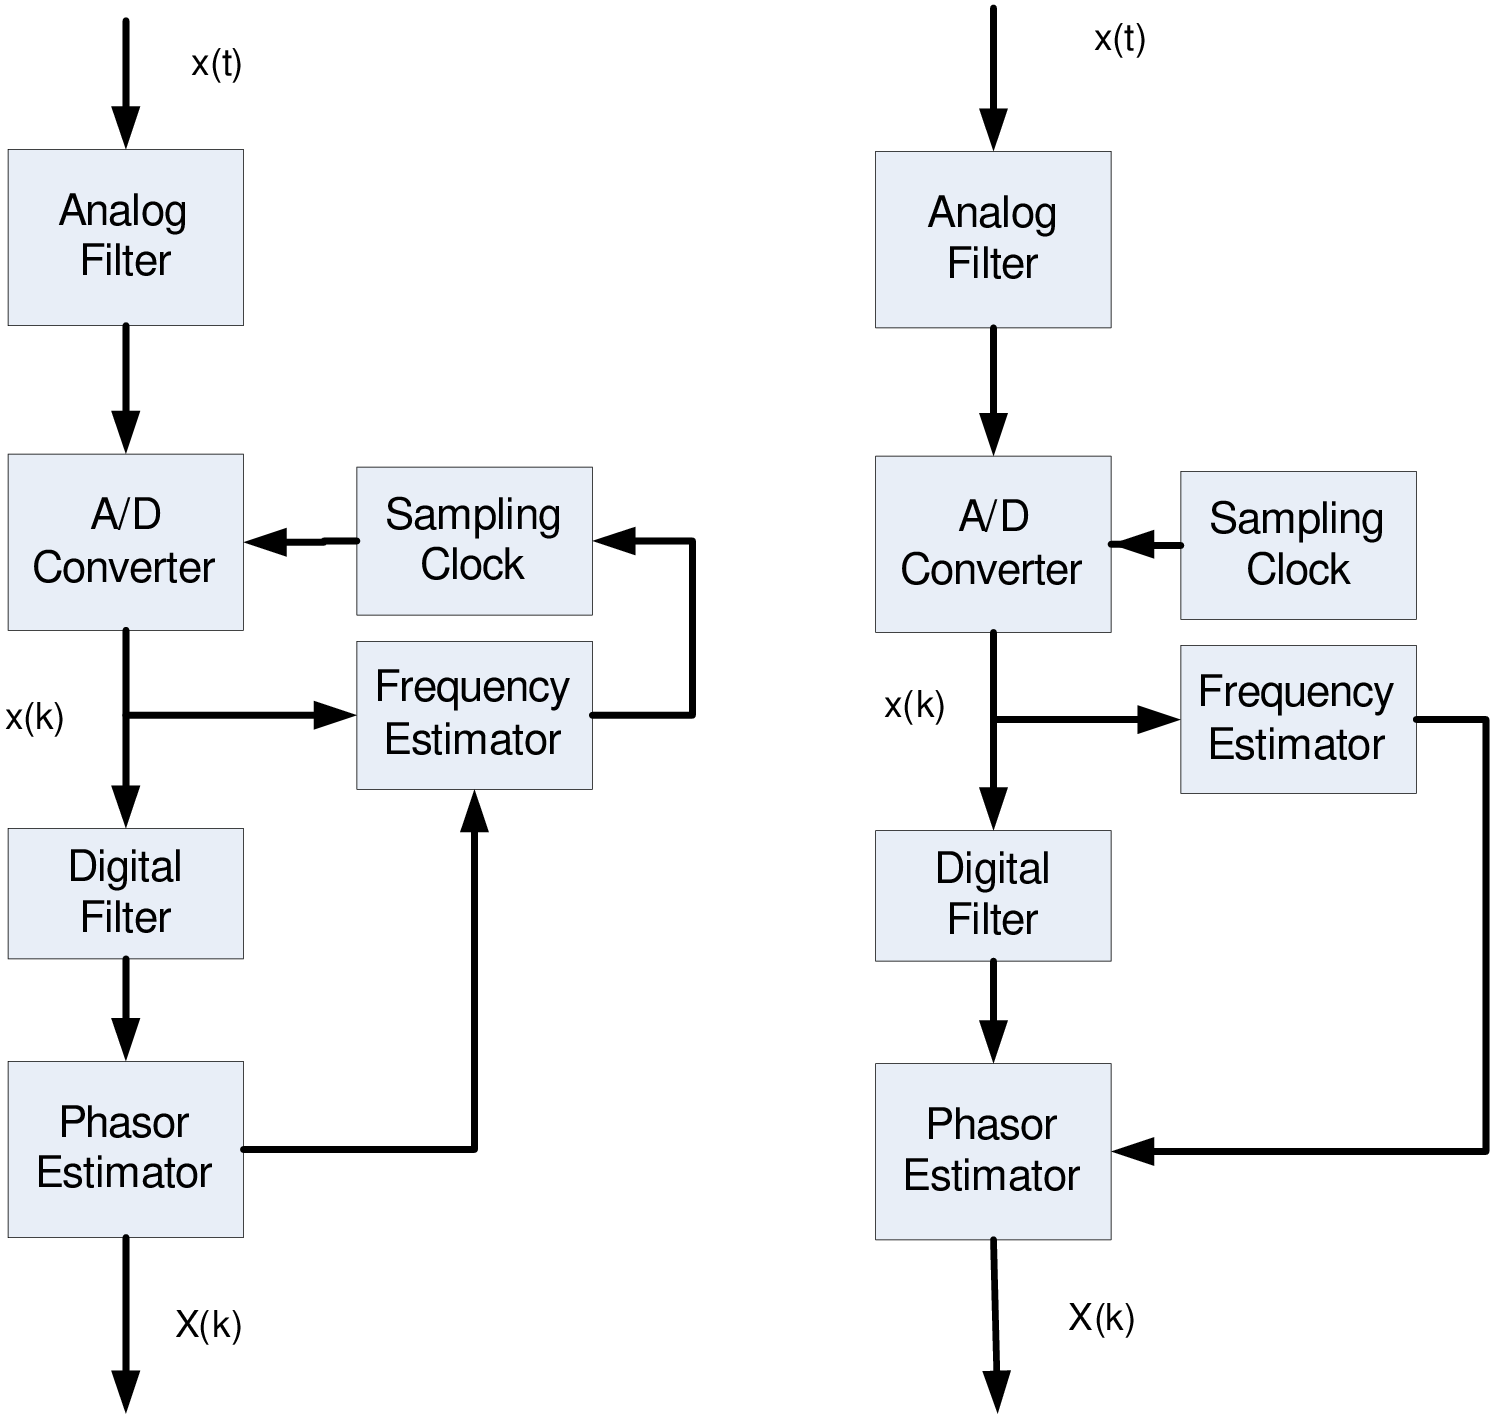 x(t)
Analog
Filter
A/D
Converter
Sampling
Clock
x(k)
Frequency
Estimator
Digital
Filter
Phasor
Estimator
X(k)
x(t)
Analog
Filter
A/D
Converter
Sampling
Clock
x(k)
Frequency
Estimator
Digital
Filter
Phasor
Estimator
X(k)